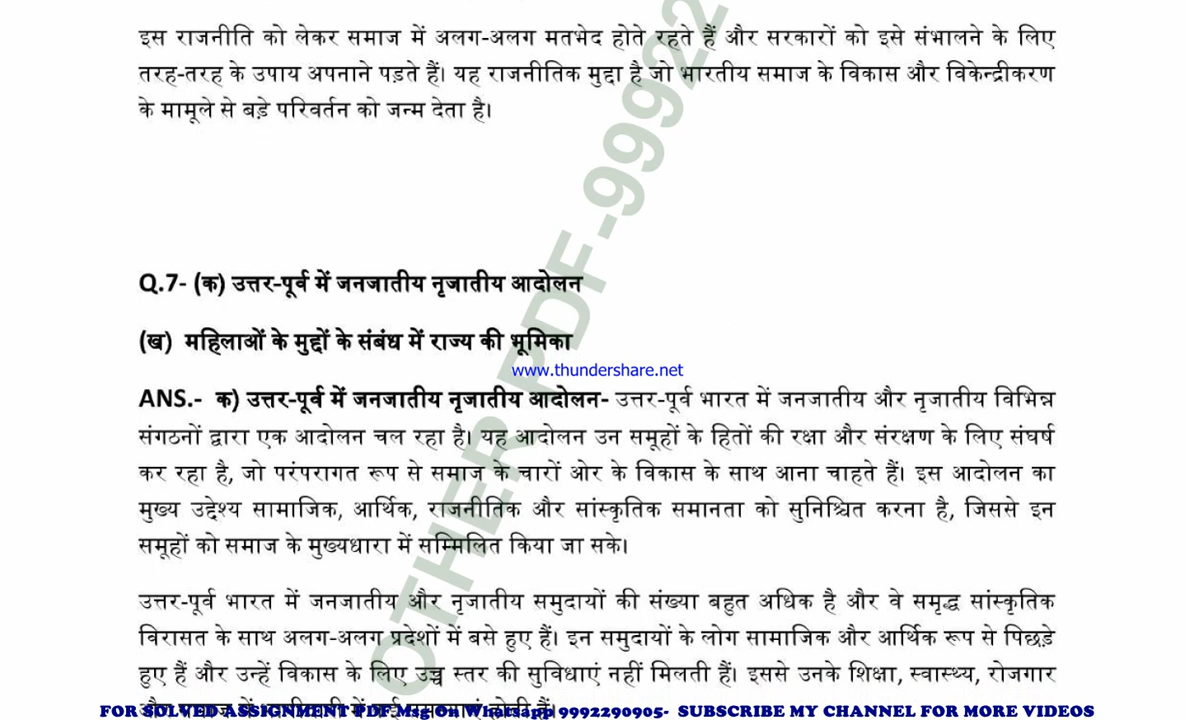 इस राजनीति को लेकर समाज में अलग-अलग मतभेद होते रहते हैं और सरकारों को इसे संभालने के लिए
तरह-तरह के उपाय अपनाने पड़ते हैं। यह राजनीतिक मुद्दा है जो भारतीय समाज के विकास और विकेन्द्रीकरण
के मामूले से बड़े परिवर्तन को जन्म देता है।
Q.7- (क) उत्तर-पूर्व में जनजातीय नृजातीय आदोलन
(ख) महिलाओं के मुद्दों के संबंध में राज्य की भूमिका
www.thundershare.net
ANS.- क) उत्तर-पूर्व में जनजातीय नृजातीय आदोलन- उत्तर-पूर्व भारत में जनजातीय और नृजातीय विभिन्न
संगठनों द्वारा एक आदोलन चल रहा है। यह आदोलन उन समूहों के हितों की रक्षा और संरक्षण के लिए संघर्ष
कर रहा है, जो परंपरागत रूप से समाज के चारों ओर के विकास के साथ आना चाहते हैं। इस आदोलन का
मुख्य उद्देश्य सामाजिक, आर्थिक, राजनीतिक और सांस्कृतिक समानता को सुनिश्चित करना है, जिससे इन
समूहों को समाज के मुख्यधारा में सम्मिलित किया जा सके।
उत्तर-पूर्व भारत में जनजातीय और नृजातीय समुदायों की संख्या बहुत अधिक है और वे समृद्ध सांस्कृतिक
विरासत के साथ अलग-अलग प्रदेशों में बसे हुए हैं। इन समुदायों के लोग सामाजिक और आर्थिक रूप से पिछड़े
हुए हैं और उन्हें विकास के लिए उच्च स्तर की सुविधाएं नहीं मिलती हैं। इससे उनके शिक्षा, स्वास्थ्य, रोजगार
FOR SOLVED ASSIGNMENT PDF Msg On Whatsapp 9992290905- SUBSCRIBE MY CHANNEL FOR MORE VIDEOS
OTHER PDF-99922